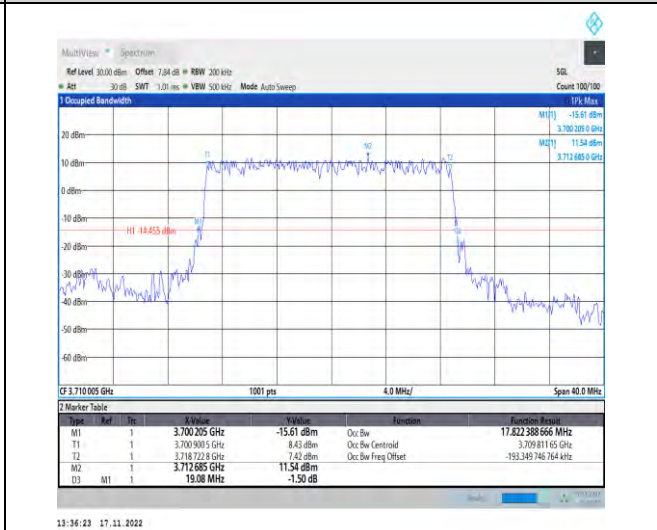 MultiView Spectrum
Ref Level 30.00 dBm Offset 7.84 dB RBW 200 kHz SGL
Att 30 dB SWT 1.01 ms VBW 500 kHz Mode Auto Sweep Count 100/100
1 Occupied Bandwidth 1Pk Max
M1[1] -15.61 dBm
3.700 205 0 GHz
M2[1] 11.54 dBm
3.712 685 0 GHz
20 dBm
10 dBm
T1 M2 T2
0 dBm
-10 dBm
H1 -14.455 dBm
M1
-20 dBm
-30 dBm
-40 dBm
-50 dBm
-60 dBm
CF 3.710 005 GHz 1001 pts 4.0 MHz/ Span 40.0 MHz
2 Marker Table
Type Ref Trc X-Value Y-Value Function Function Result
M1 1 3.700 205 GHz -15.61 dBm Occ Bw 17.822 388 666 MHz
T1 1 3.700 900 5 GHz 8.43 dBm Occ Bw Centroid 3.709 811 65 GHz
T2 1 3.718 722 8 GHz 7.42 dBm Occ Bw Freq Offset -193.349 746 764 kHz
M2 1 3.712 685 GHz 11.54 dBm
D3 M1 1 19.08 MHz -1.50 dB
13:36:23 17.11.2022